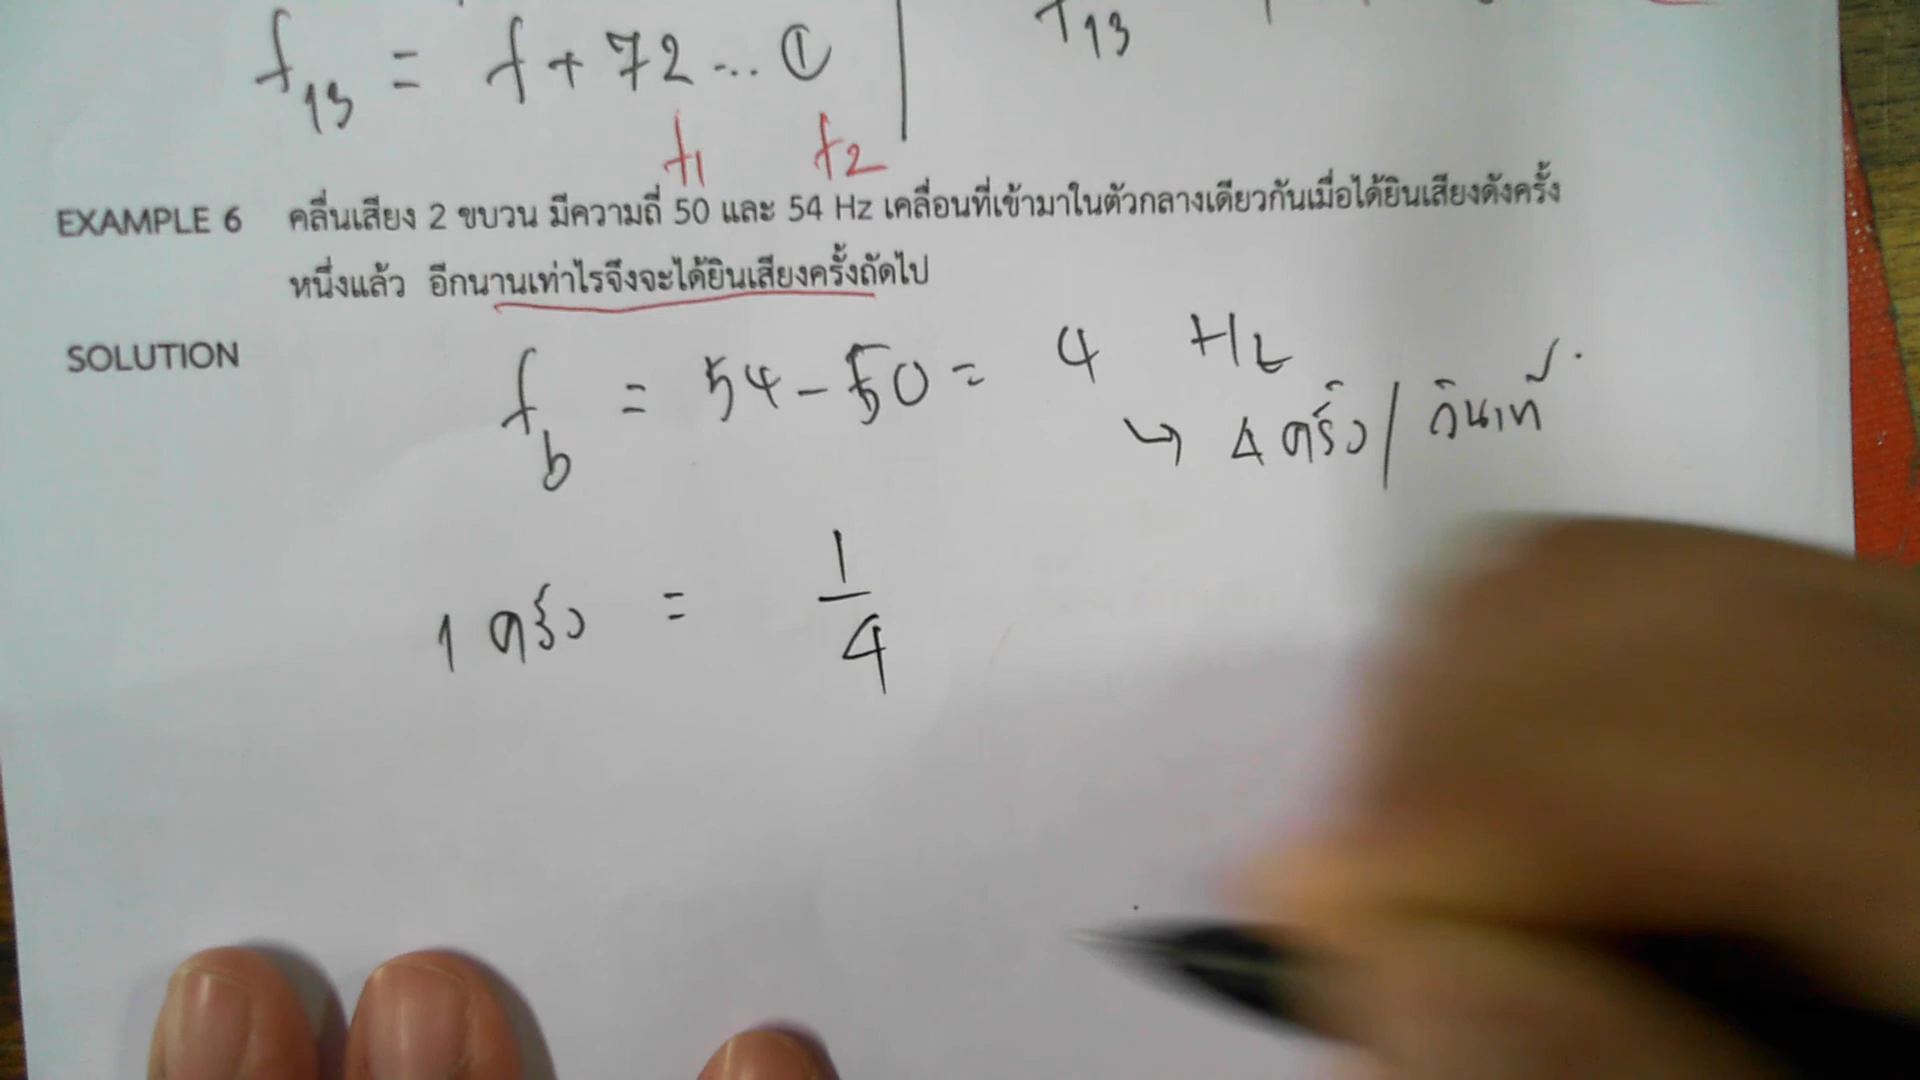 f13 = f + 72 ... ①
f1 f2
EXAMPLE 6 คลื่นเสียง 2 ขบวน มีความถี่ 50 และ 54 Hz เคลื่อนที่เข้ามาในตัวกลางเดียวกันเมื่อได้ยินเสียงดังครั้ง
หนึ่งแล้ว อีกนานเท่าไรจึงจะได้ยินเสียงครั้งถัดไป
SOLUTION
fb = 54 - 50 = 4 Hz
↳ 4 ครั้ง / วินาที
1 ครั้ง = 1/4